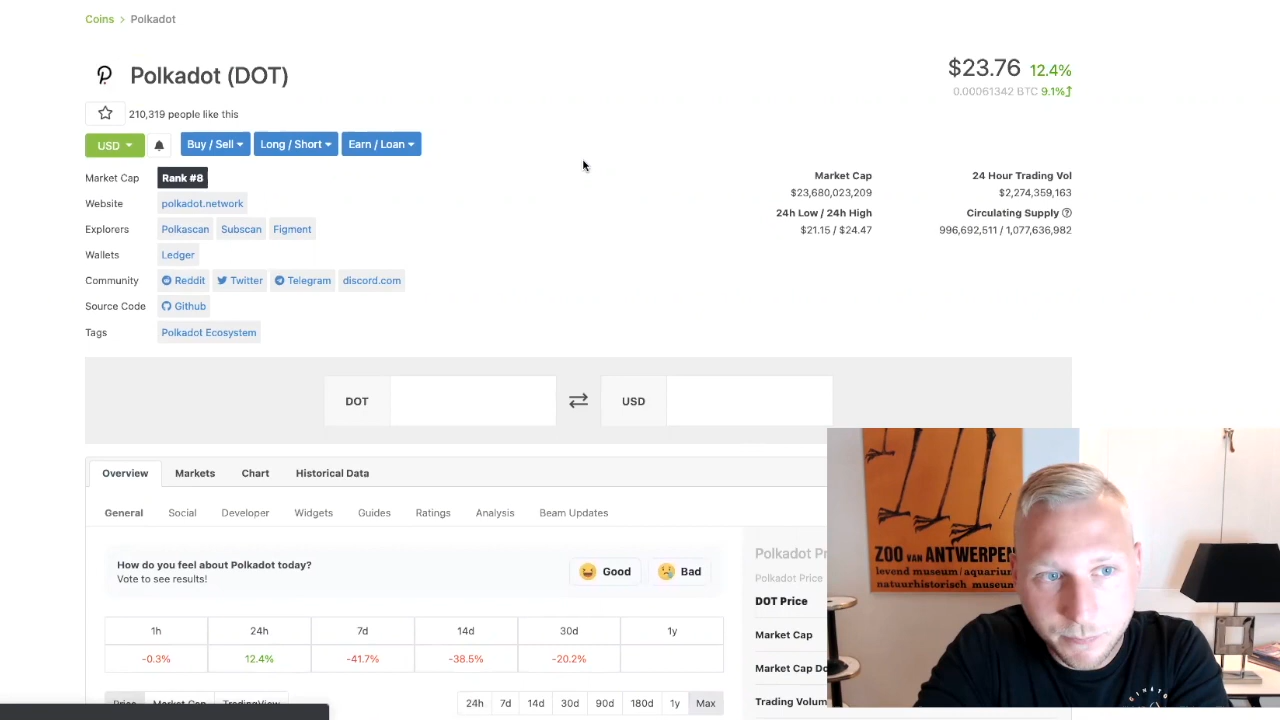 Coins > Polkadot
Polkadot (DOT)
$23.76 12.4%
0.00061342 BTC 9.1%
210,319 people like this
USD
Buy / Sell
Long / Short
Earn / Loan
Market Cap
Rank #8
Website
polkadot.network
Explorers
Polkascan
Subscan
Figment
Wallets
Ledger
Community
Reddit
Twitter
Telegram
discord.com
Source Code
Github
Tags
Polkadot Ecosystem
Market Cap
$23,680,023,209
24 Hour Trading Vol
$2,274,359,163
24h Low / 24h High
$21.15 / $24.47
Circulating Supply
996,692,511 / 1,077,636,982
DOT
USD
Overview
Markets
Chart
Historical Data
General
Social
Developer
Widgets
Guides
Ratings
Analysis
Beam Updates
How do you feel about Polkadot today?
Vote to see results!
Good
Bad
1h 24h 7d 14d 30d 1y
-0.3% 12.4% -41.7% -38.5% -20.2%
Price
Market Cap
TradingView
24h 7d 14d 30d 90d 180d 1y Max
Polkadot Pr
Polkadot Price
DOT Price
Market Cap
Market Cap Do
Trading Volum
ZOO VAN ANTWERPEN
levend museum/aquarium
natuurhistorisch museum